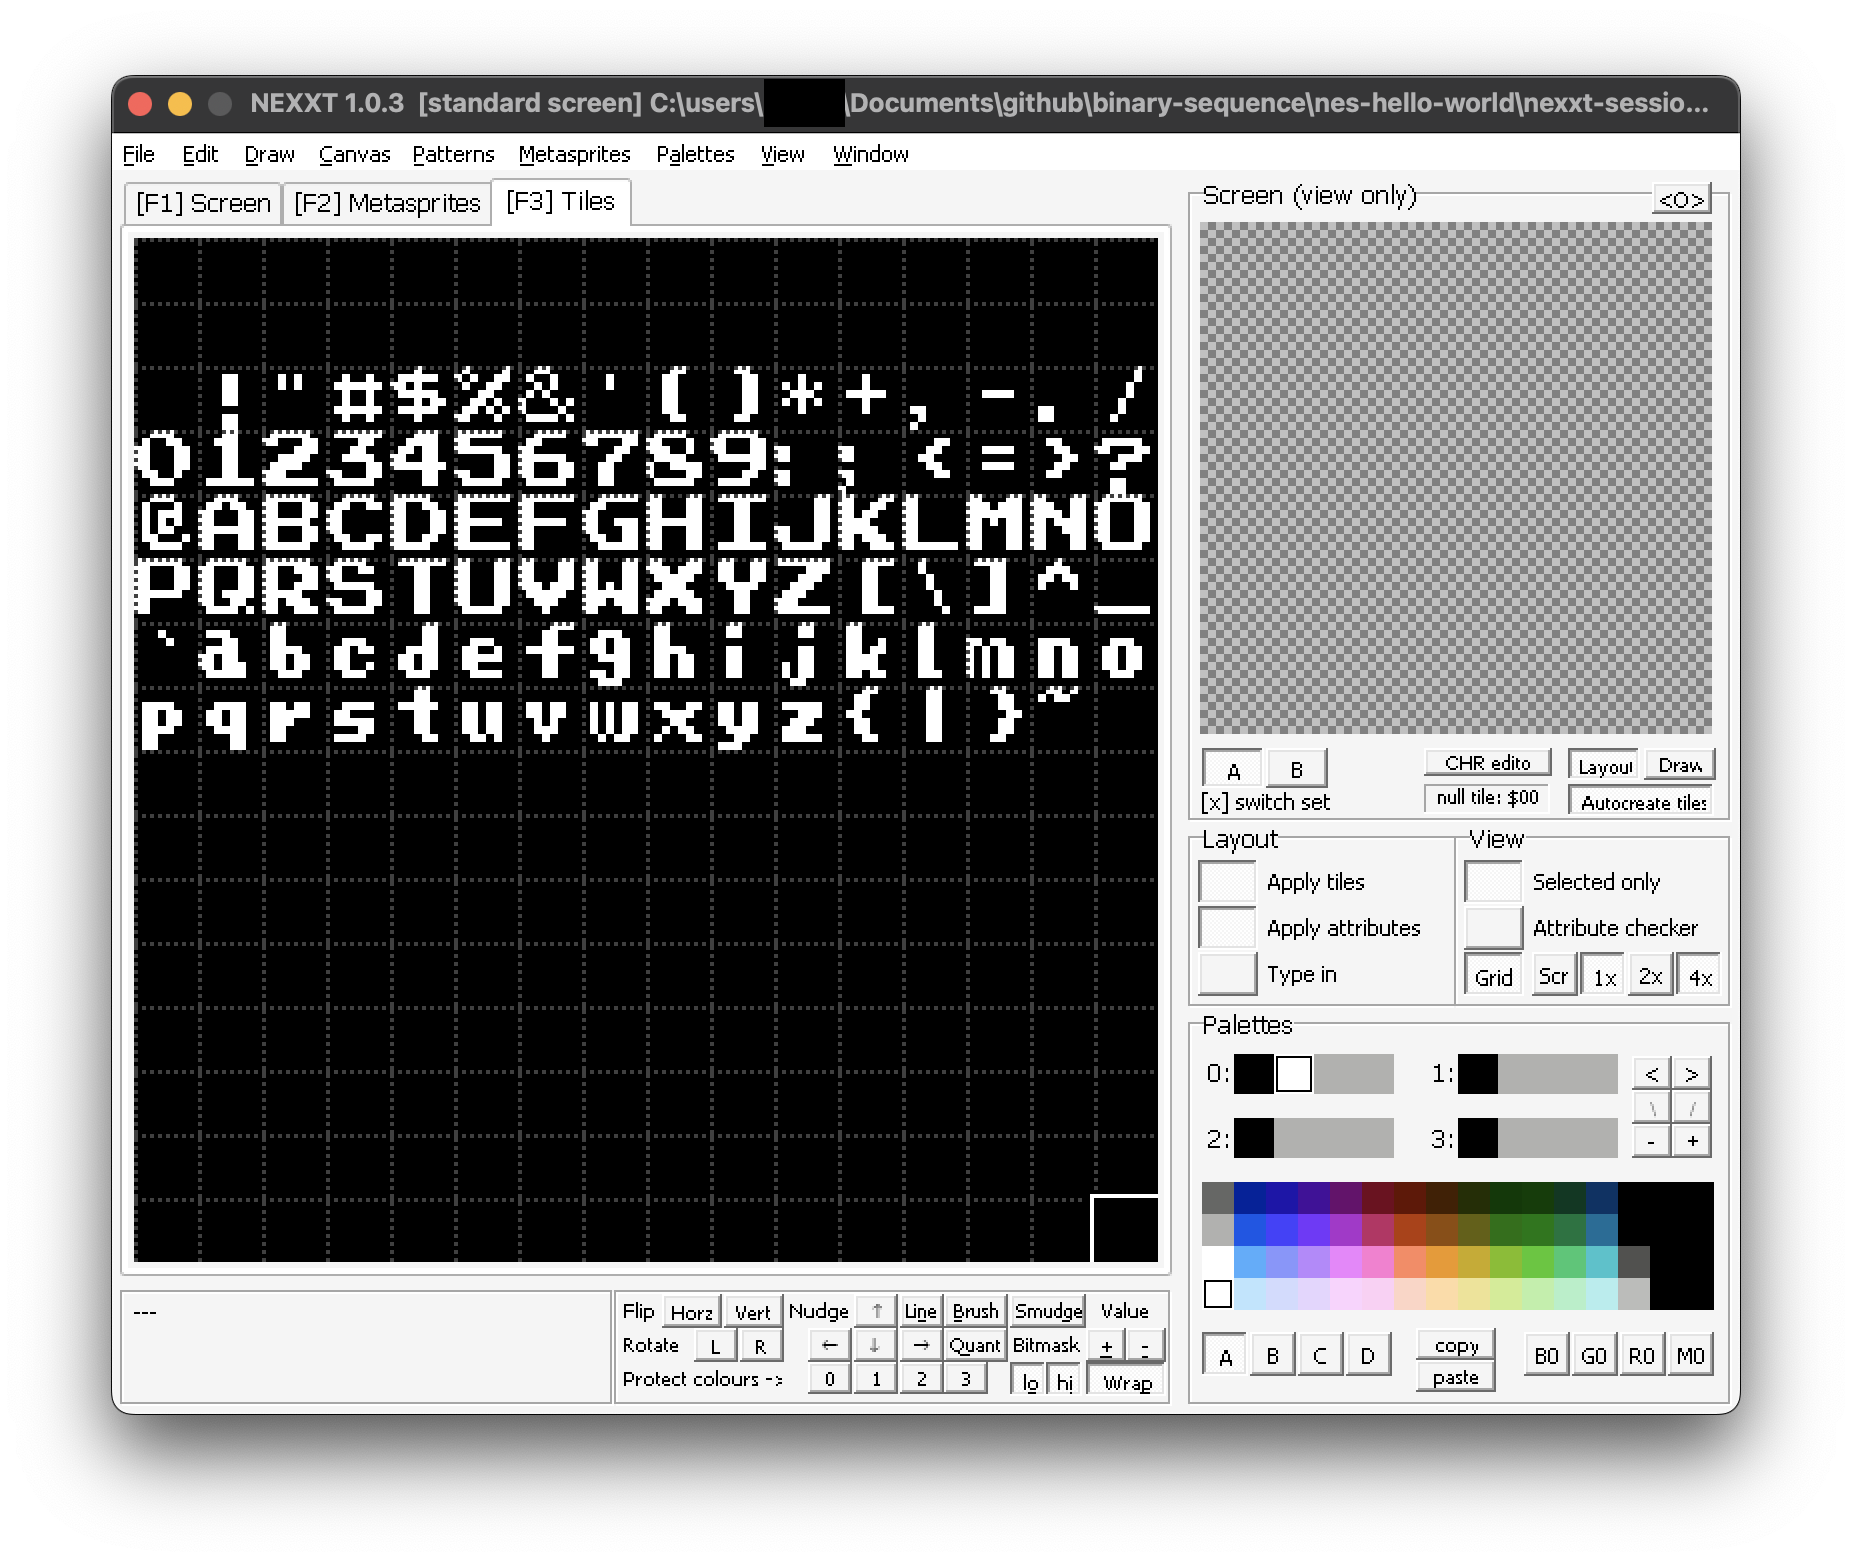 NEXXT 1.0.3 [standard screen] C:\users\ \Documents\github\binary-sequence\nes-hello-world\nexxt-sessio...
File Edit Draw Canvas Patterns Metasprites Palettes View Window
[F1] Screen [F2] Metasprites [F3] Tiles
! " # $ % & ' ( ) * + , - . /
0 1 2 3 4 5 6 7 8 9 : ; < = > ?
@ A B C D E F G H I J K L M N O
P Q R S T U V W X Y Z [ \ ] ^ _
` a b c d e f g h i j k l m n o
p q r s t u v w x y z { | } ~
---
Flip Horz Vert Nudge ↑ Line Brush Smudge Value
Rotate L R ← ↓ → Quant Bitmask + -
Protect colours -> 0 1 2 3 lo hi Wrap
Screen (view only) <O>
A B CHR edito Layout Draw
[x] switch set null tile: $00 Autocreate tiles
Layout
Apply tiles
Apply attributes
Type in
View
Selected only
Attribute checker
Grid Scr 1x 2x 4x
Palettes
0: 1: < >
\ /
2: 3: - +
A B C D copy paste B0 G0 R0 M0